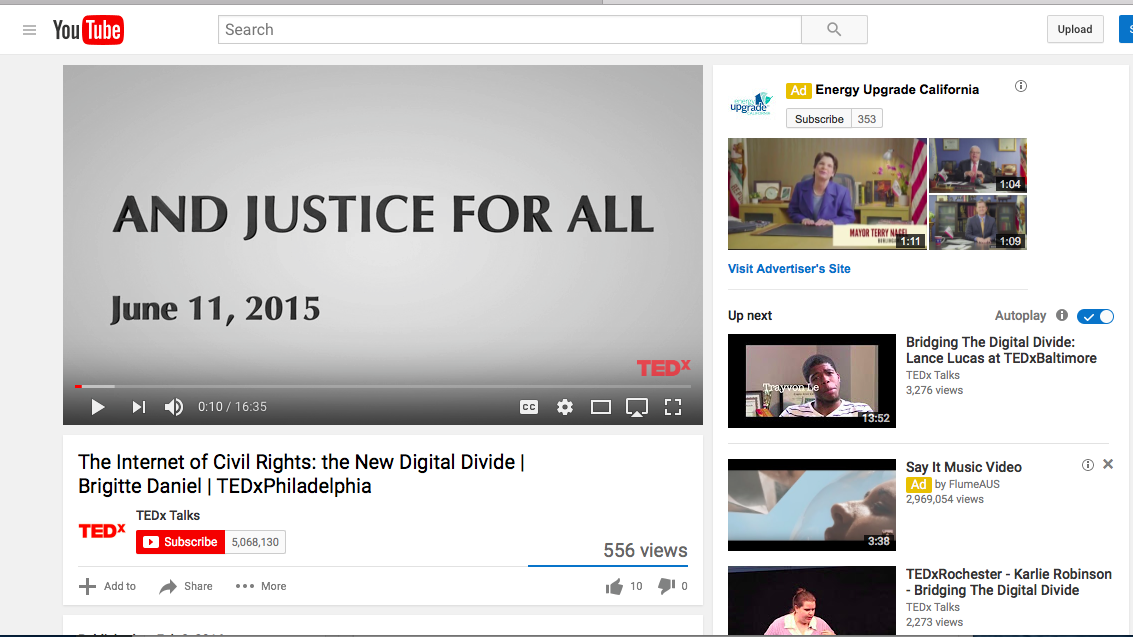 YouTube
Search
Upload
AND JUSTICE FOR ALL
June 11, 2015
TEDx
0:10 / 16:35
CC
The Internet of Civil Rights: the New Digital Divide |
Brigitte Daniel | TEDxPhiladelphia
TEDx
TEDx Talks
Subscribe 5,068,130
556 views
Add to Share More 10 0
energy
upgrade
CALIFORNIA
Ad Energy Upgrade California
Subscribe 353
MAYOR TERRY NAGEL
1:11
1:04
1:09
Visit Advertiser's Site
Up next Autoplay
Trayvon Lee
13:52
Bridging The Digital Divide:
Lance Lucas at TEDxBaltimore
TEDx Talks
3,276 views
3:38
Say It Music Video
Ad by FlumeAUS
2,969,054 views
TEDxRochester - Karlie Robinson
- Bridging The Digital Divide
TEDx Talks
2,273 views